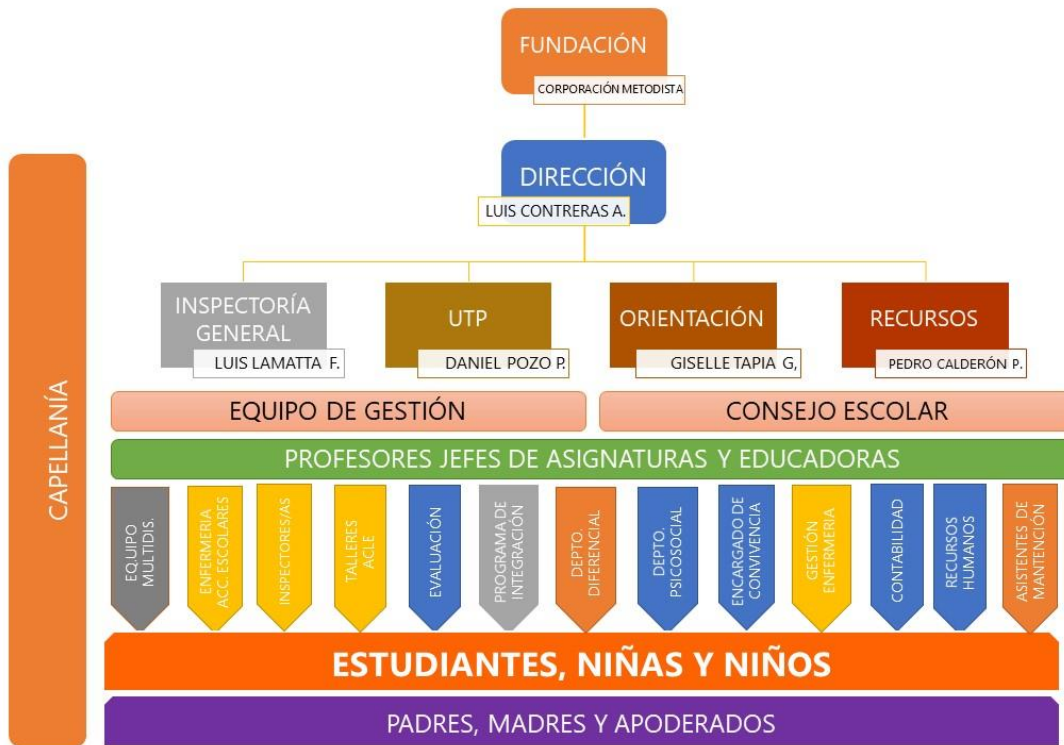 FUNDACIÓN
CORPORACIÓN METODISTA
DIRECCIÓN
LUIS CONTRERAS A.
INSPECTORÍA
GENERAL
LUIS LAMATTA F.
UTP
DANIEL POZO P.
ORIENTACIÓN
GISELLE TAPIA G,
RECURSOS
PEDRO CALDERÓN P.
CAPELLANÍA
EQUIPO DE GESTIÓN
CONSEJO ESCOLAR
PROFESORES JEFES DE ASIGNATURAS Y EDUCADORAS
EQUIPO
MULTIDIS.
ENFERMERIA
ACC. ESCOLARES
INSPECTORES/AS
TALLERES
ACLE
EVALUACIÓN
PROGRAMA DE
INTEGRACIÓN
DEPTO.
DIFERENCIAL
DEPTO.
PSICOSOCIAL
ENCARGADO DE
CONVIVENCIA
GESTIÓN
ENFERMERIA
CONTABILIDAD
RECURSOS
HUMANOS
ASISTENTES DE
MANTENCIÓN
ESTUDIANTES, NIÑAS Y NIÑOS
PADRES, MADRES Y APODERADOS